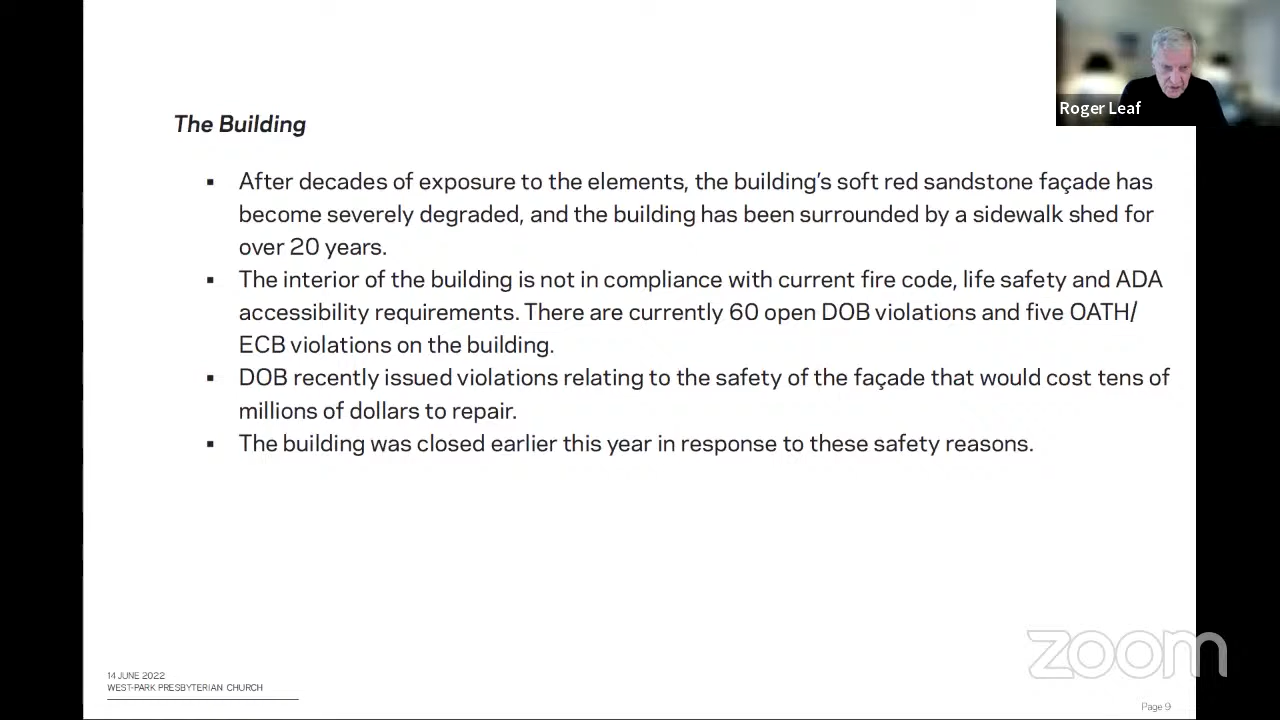 Roger Leaf
The Building
▪ After decades of exposure to the elements, the building’s soft red sandstone façade has
become severely degraded, and the building has been surrounded by a sidewalk shed for
over 20 years.
▪ The interior of the building is not in compliance with current fire code, life safety and ADA
accessibility requirements. There are currently 60 open DOB violations and five OATH/
ECB violations on the building.
▪ DOB recently issued violations relating to the safety of the façade that would cost tens of
millions of dollars to repair.
▪ The building was closed earlier this year in response to these safety reasons.
zoom
14 JUNE 2022
WEST-PARK PRESBYTERIAN CHURCH
Page 9